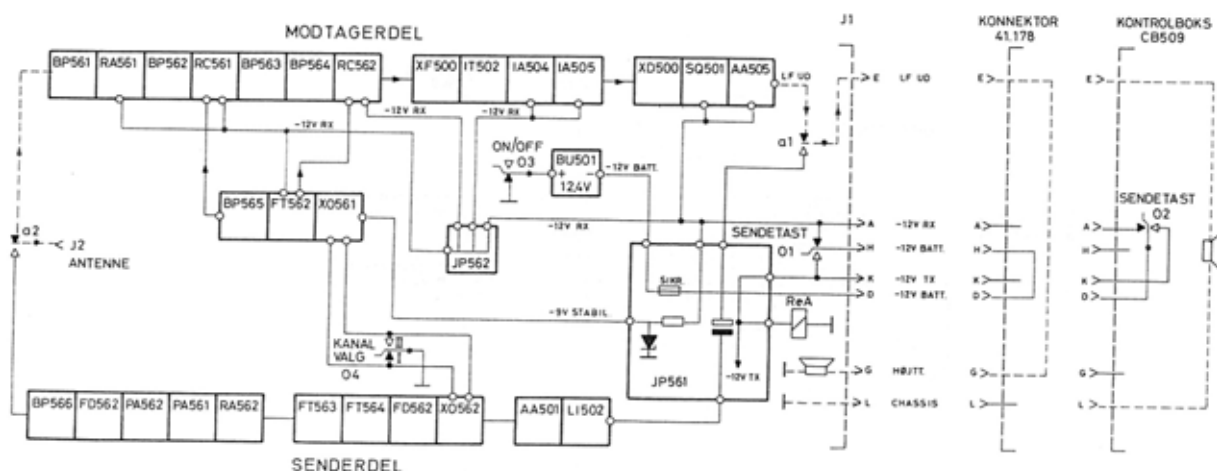 MODTAGERDEL
J1
KONNEKTOR
41.178
KONTROLBOKS
CB509
BP561 RA561 BP562 RC561 BP563 BP564 RC562
XF500 IT502 IA504 IA505
XD500 SQ501 AA505
LF UD
E LF UD
E
E
-12V RX
-12V RX
-12V RX
a1
ON/OFF
O3
BU501
+ -
12,4V
-12V BATT.
BP565 FT562 XO561
SENDETAST
O2
a2
J2
ANTENNE
JP562
-12V RX
SENDETAST
O1
A -12V RX
A
A
H -12V BATT.
H
H
K -12V TX
K
K
SIKR.
D -12V BATT.
D
D
ReA
-9V STABIL.
KANAL
VALG
O4
II
I
JP561
-12V TX
G HØJTT.
G
G
L CHASSIS
L
L
BP566 FD562 PA562 PA561 RA562
FT563 FT564 FD562 XO562
AA501 LI502
SENDERDEL